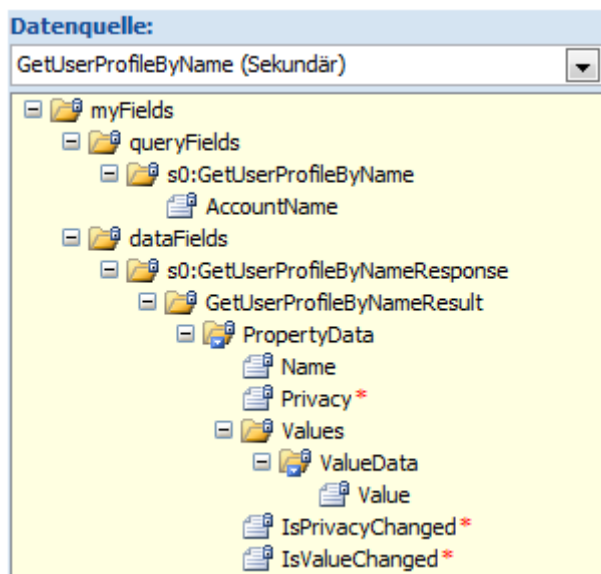 Datenquelle:
GetUserProfileByName (Sekundär)
myFields
queryFields
s0:GetUserProfileByName
AccountName
dataFields
s0:GetUserProfileByNameResponse
GetUserProfileByNameResult
PropertyData
Name
Privacy *
Values
ValueData
Value
IsPrivacyChanged *
IsValueChanged *